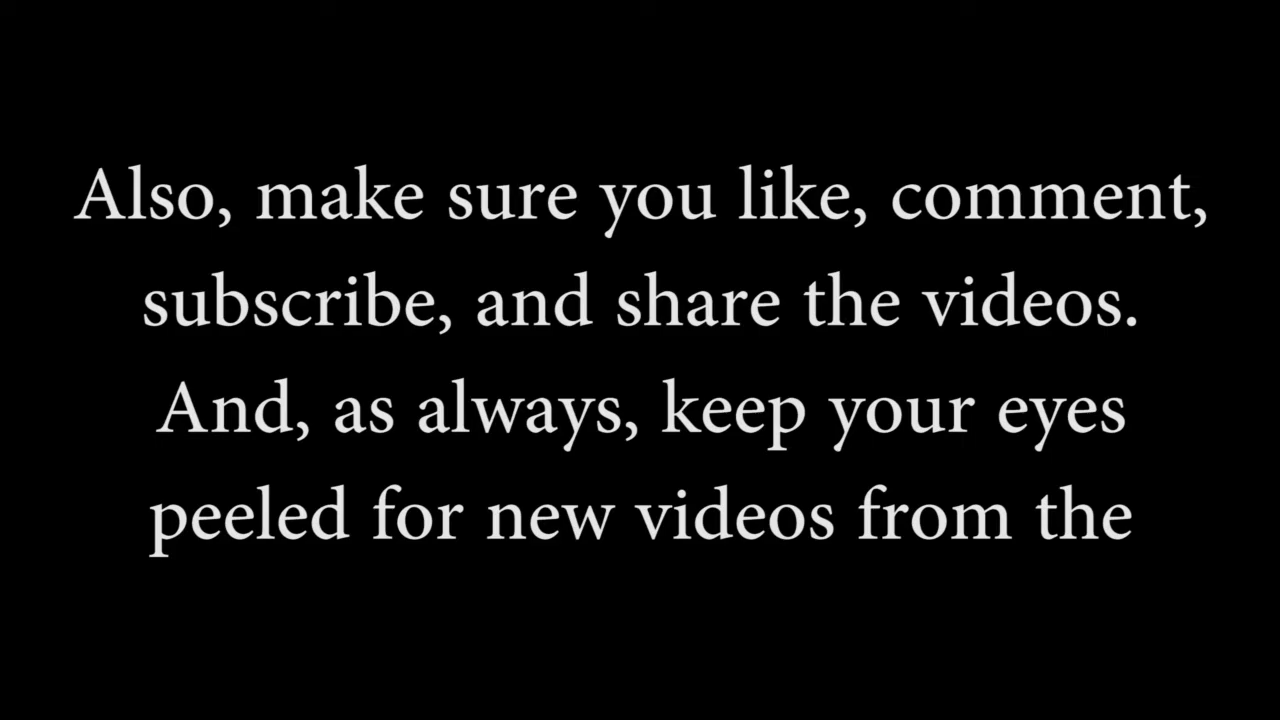 Also, make sure you like, comment,
subscribe, and share the videos.
And, as always, keep your eyes
peeled for new videos from the